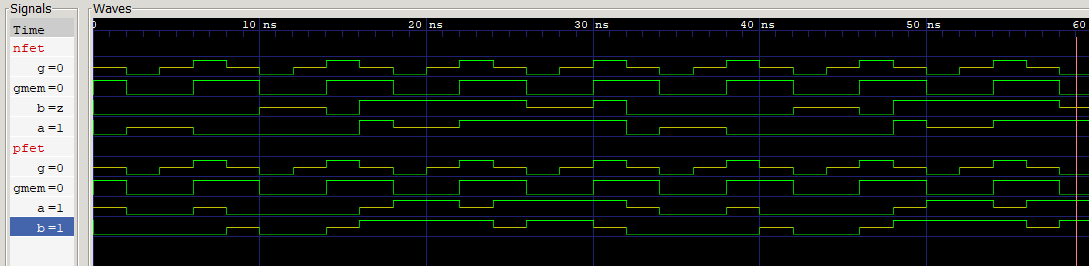 Signals
Waves
Time
0 10 ns 20 ns 30 ns 40 ns 50 ns 60
nfet
g=0
gmem=0
b=z
a=1
pfet
g=0
gmem=0
a=1
b=1